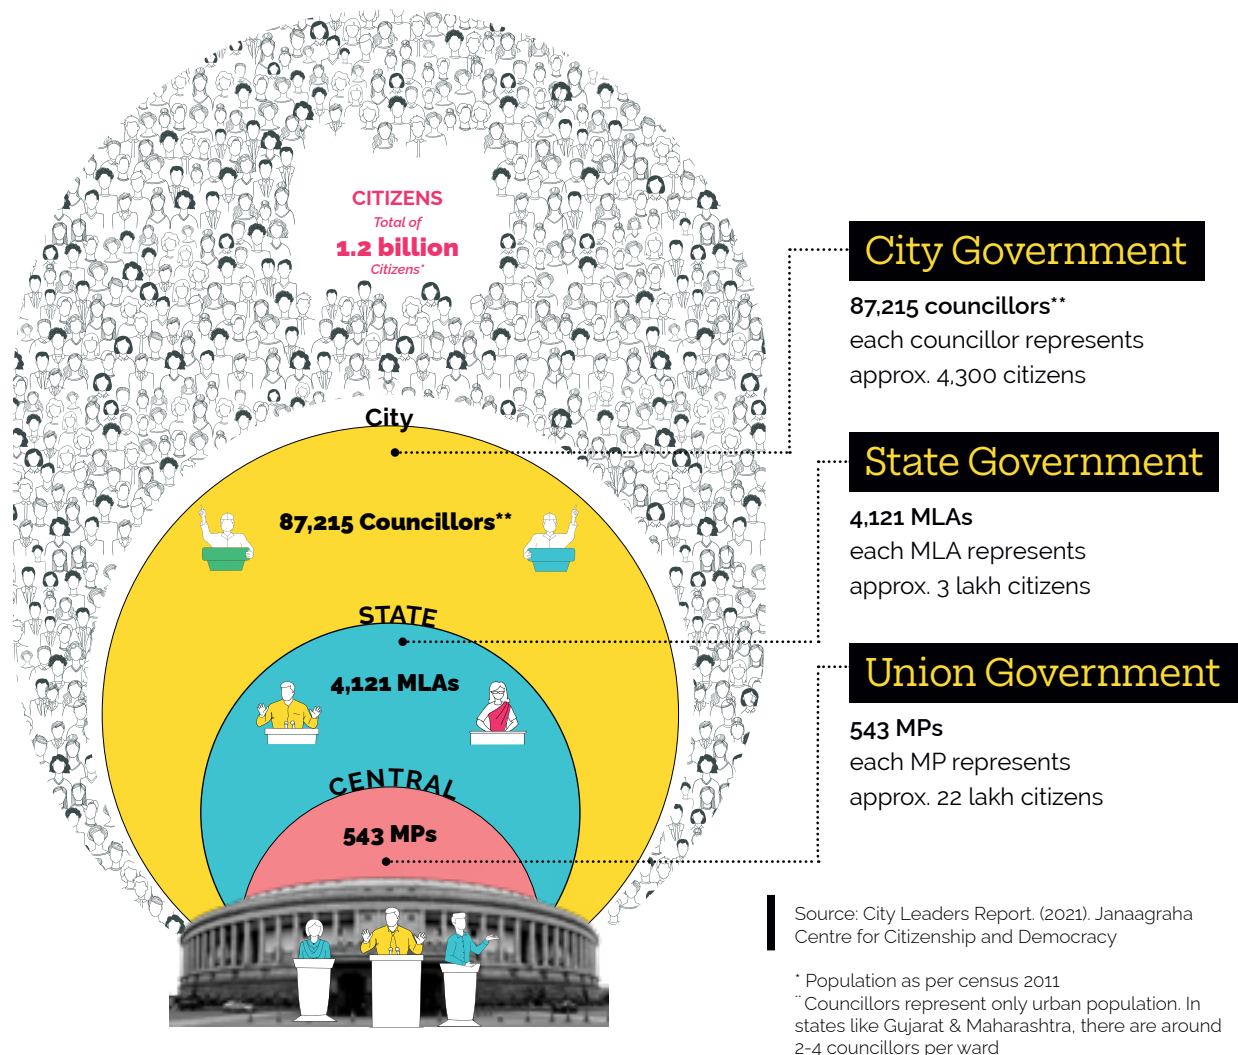 CITIZENS
Total of
1.2 billion
Citizens*
City
87,215 Councillors**
STATE
4,121 MLAs
CENTRAL
543 MPs
City Government
87,215 councillors**
each councillor represents
approx. 4,300 citizens
State Government
4,121 MLAs
each MLA represents
approx. 3 lakh citizens
Union Government
543 MPs
each MP represents
approx. 22 lakh citizens
Source: City Leaders Report. (2021). Janaagraha
Centre for Citizenship and Democracy
* Population as per census 2011
** Councillors represent only urban population. In
states like Gujarat & Maharashtra, there are around
2-4 councillors per ward